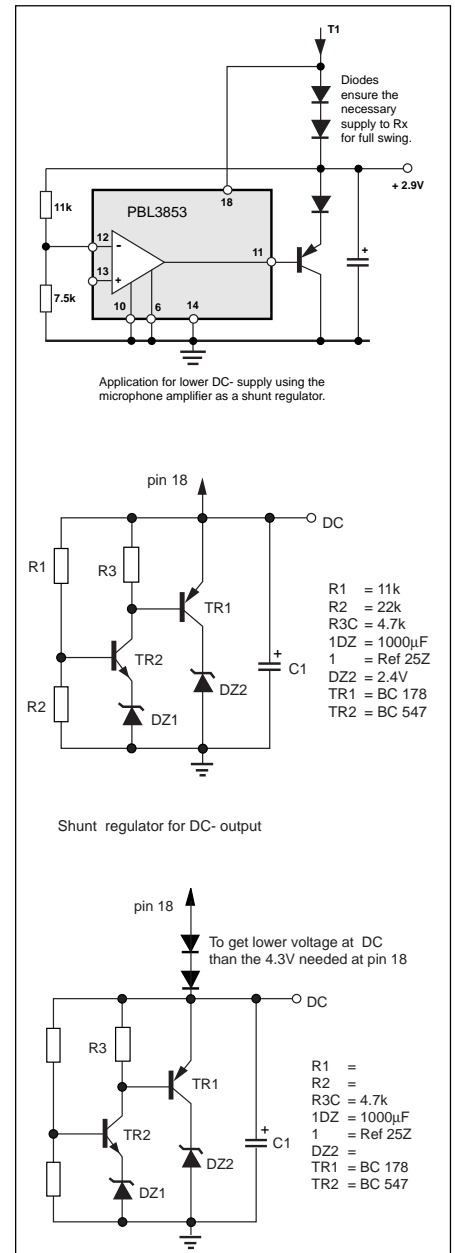 T1
Diodes
ensure the
necessary
supply to Rx
for full swing.
+ 2.9V
11k
PBL3853
18
12
-
11
+
13
+
7.5k
10
6
14
Application for lower DC- supply using the
microphone amplifier as a shunt regulator.
pin 18
DC
R1
R3
TR1
TR2
+
C1
DZ2
R2
DZ1
R1 = 11k
R2 = 22k
R3C = 4.7k
1DZ = 1000µF
1 = Ref 25Z
DZ2 = 2.4V
TR1 = BC 178
TR2 = BC 547
Shunt regulator for DC- output
pin 18
To get lower voltage at DC
than the 4.3V needed at pin 18
DC
R3
TR1
TR2
+
C1
DZ2
DZ1
R1 =
R2 =
R3C = 4.7k
1DZ = 1000µF
1 = Ref 25Z
DZ2 =
TR1 = BC 178
TR2 = BC 547